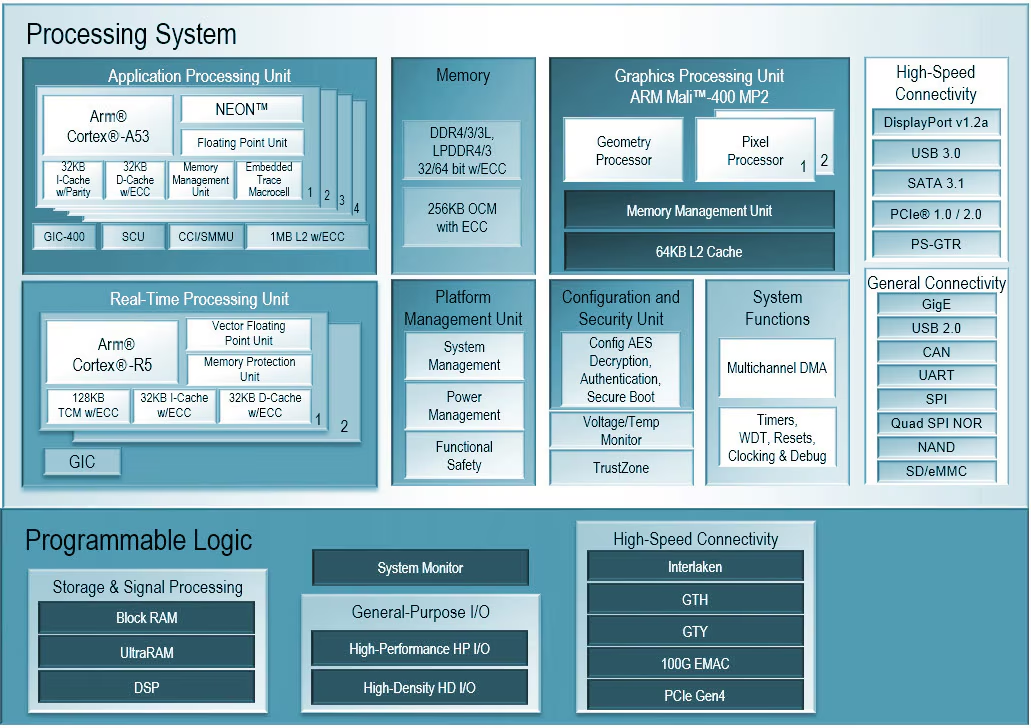 Processing System
Application Processing Unit
Arm®
Cortex®-A53
NEON™
Floating Point Unit
32KB
I-Cache
w/Parity
32KB
D-Cache
w/ECC
Memory
Management
Unit
Embedded
Trace
Macrocell
1
2
3
4
GIC-400
SCU
CCI/SMMU
1MB L2 w/ECC
Memory
DDR4/3/3L,
LPDDR4/3
32/64 bit w/ECC
256KB OCM
with ECC
Graphics Processing Unit
ARM Mali™-400 MP2
Geometry
Processor
Pixel
Processor
1
2
Memory Management Unit
64KB L2 Cache
High-Speed
Connectivity
DisplayPort v1.2a
USB 3.0
SATA 3.1
PCIe® 1.0 / 2.0
PS-GTR
Real-Time Processing Unit
Arm®
Cortex®-R5
Vector Floating
Point Unit
Memory Protection
Unit
128KB
TCM w/ECC
32KB I-Cache
w/ECC
32KB D-Cache
w/ECC
1
2
GIC
Platform
Management Unit
System
Management
Power
Management
Functional
Safety
Configuration and
Security Unit
Config AES
Decryption,
Authentication,
Secure Boot
Voltage/Temp
Monitor
TrustZone
System
Functions
Multichannel DMA
Timers,
WDT, Resets,
Clocking & Debug
General Connectivity
GigE
USB 2.0
CAN
UART
SPI
Quad SPI NOR
NAND
SD/eMMC
Programmable Logic
Storage & Signal Processing
Block RAM
UltraRAM
DSP
System Monitor
General-Purpose I/O
High-Performance HP I/O
High-Density HD I/O
High-Speed Connectivity
Interlaken
GTH
GTY
100G EMAC
PCIe Gen4